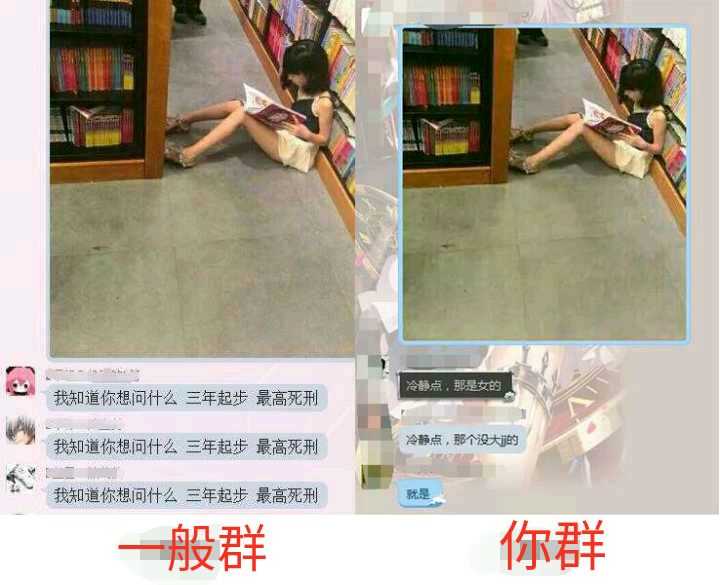 我知道你想问什么 三年起步 最高死刑
我知道你想问什么 三年起步 最高死刑
我知道你想问什么 三年起步 最高死刑
一般群
冷静点，那是女的
冷静点，那个没大jj的
就是
你群